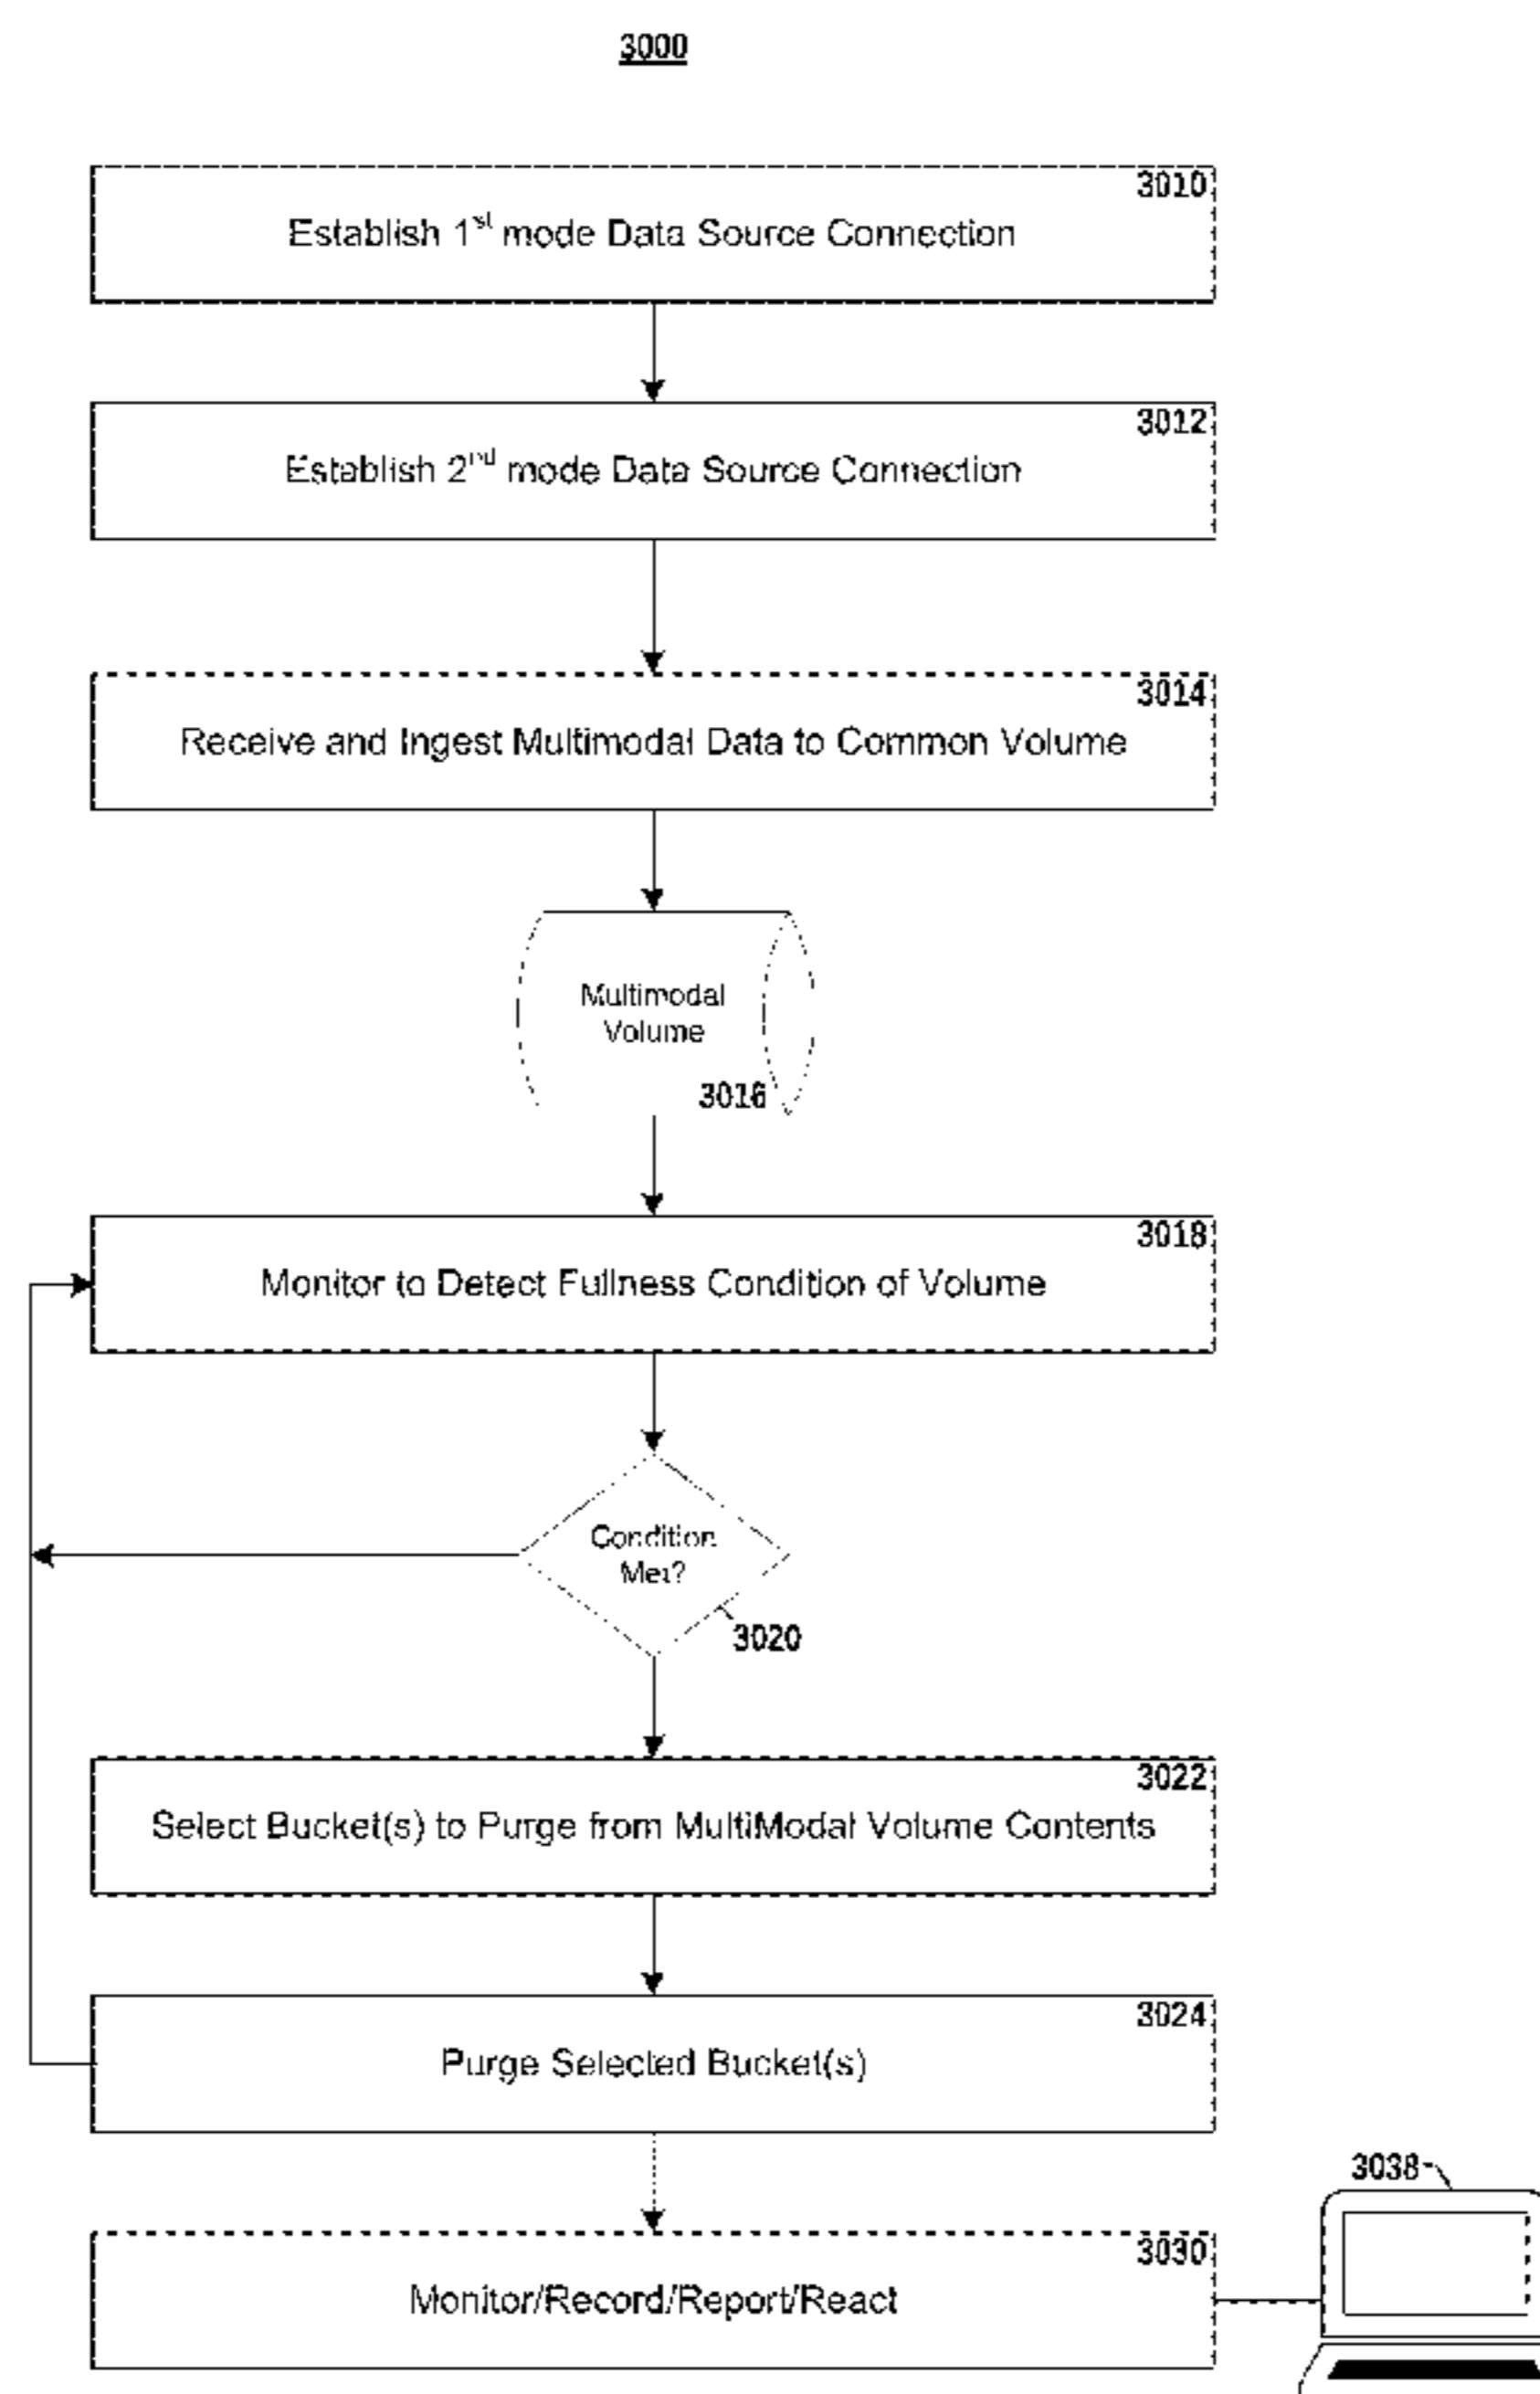 3000
3010
Establish 1st mode Data Source Connection
3012
Establish 2nd mode Data Source Connection
3014
Receive and Ingest Multimodal Data to Common Volume
Multimodal
Volume
3016
3018
Monitor to Detect Fullness Condition of Volume
Condition
Met?
3020
3022
Select Bucket(s) to Purge from MultiModal Volume Contents
3024
Purge Selected Bucket(s)
3038
3030
Monitor/Record/Report/React